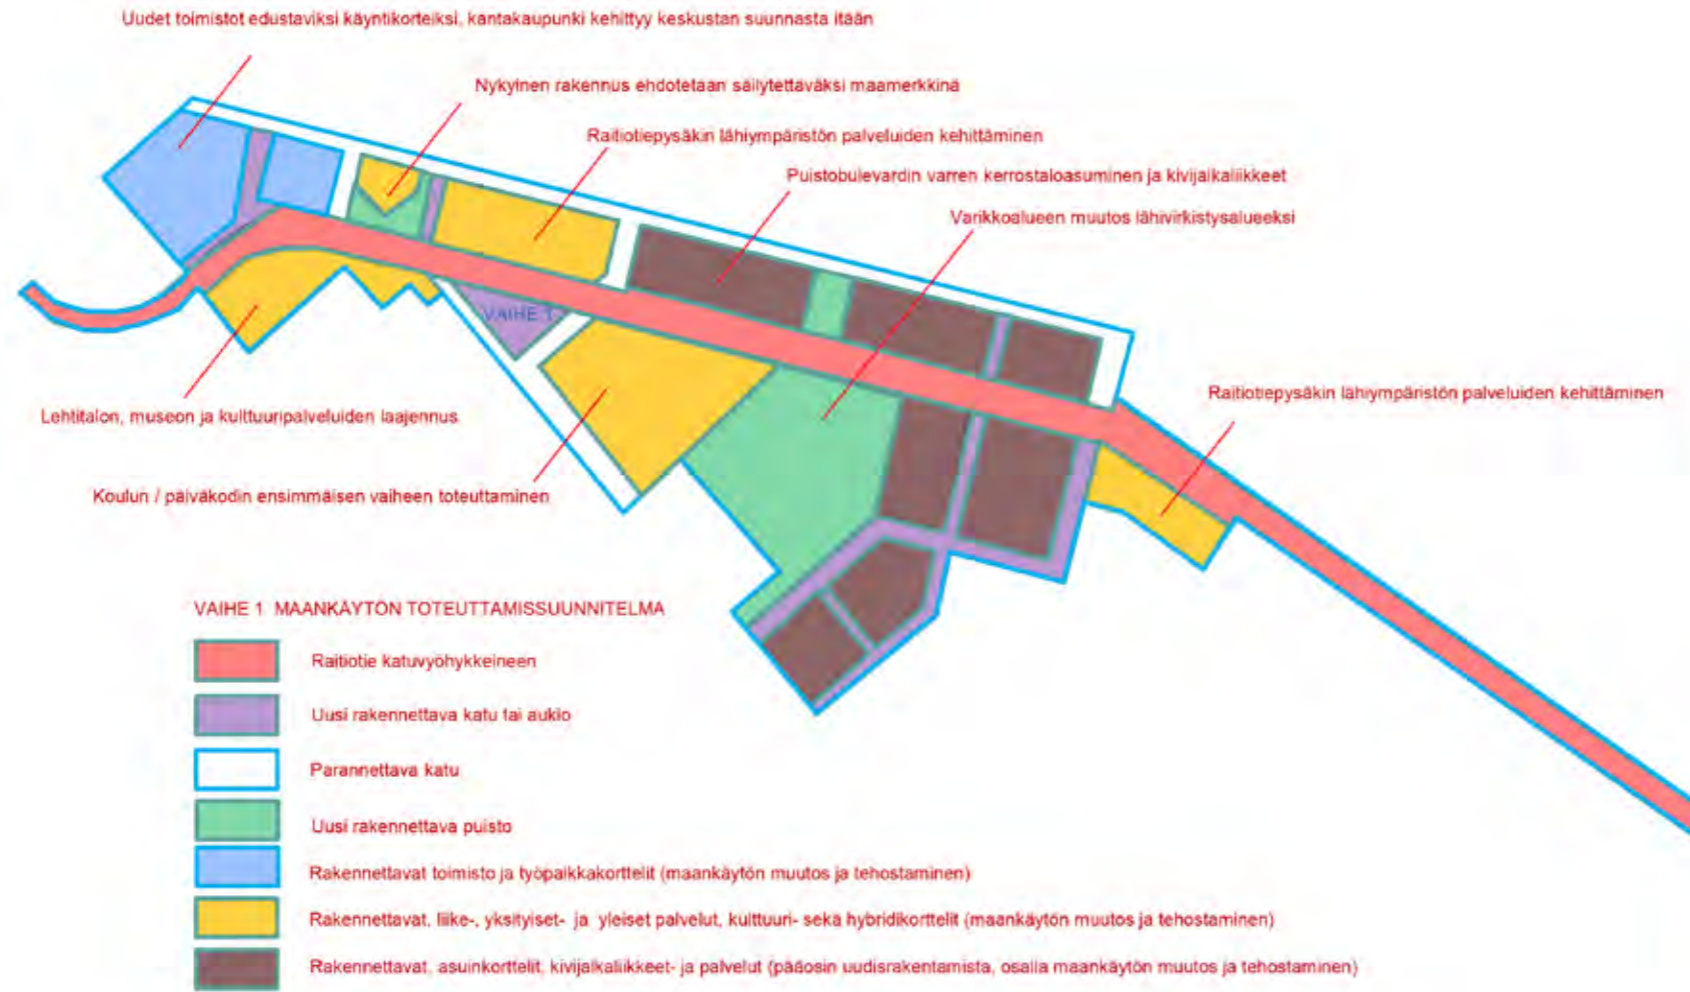 Uudet toimistot edustaviksi käyntikorteiksi, kantakaupunki kehittyy keskustan suunnasta itään
Nykyinen rakennus ehdotetaan säilytettäväksi maamerkkinä
Raitiotiepysäkin lähiympäristön palveluiden kehittäminen
Puistobulevardin varren kerrostaloasuminen ja kivijalkaliikkeet
Varikkoalueen muutos lähivirkistysalueeksi
VAIHE 1
Raitiotiepysäkin lähiympäristön palveluiden kehittäminen
Lehtitalon, museon ja kulttuuripalveluiden laajennus
Koulun / päiväkodin ensimmäisen vaiheen toteuttaminen
VAIHE 1 MAANKÄYTÖN TOTEUTTAMISSUUNNITELMA
Raitiotie katuvyöhykkeineen
Uusi rakennettava katu tai aukio
Parannettava katu
Uusi rakennettava puisto
Rakennettavat toimisto ja työpaikkakorttelit (maankäytön muutos ja tehostaminen)
Rakennettavat, liike-, yksityiset- ja yleiset palvelut, kulttuuri- sekä hybridikorttelit (maankäytön muutos ja tehostaminen)
Rakennettavat, asuinkorttelit, kivijalkaliikkeet- ja palvelut (pääosin uudisrakentamista, osalla maankäytön muutos ja tehostaminen)